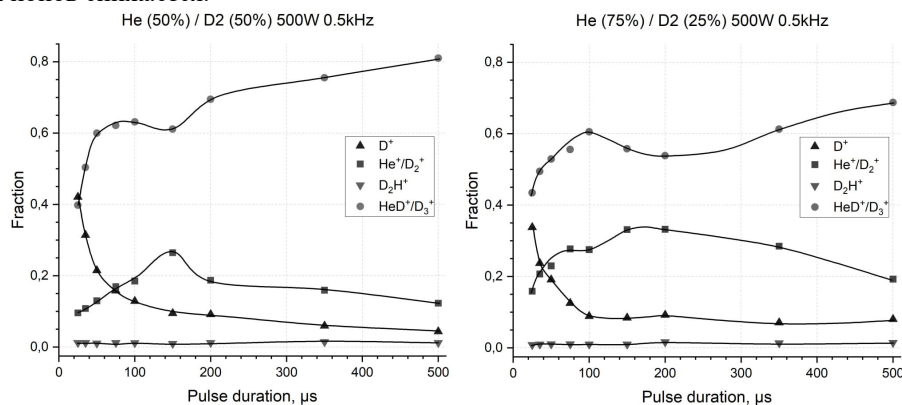 He (50%) / D2 (50%) 500W 0.5kHz
0,8
0,6
0,4
0,2
0,0
Fraction
D⁺
He⁺/D₂⁺
D₂H⁺
HeD⁺/D₃⁺
0 100 200 300 400 500
Pulse duration, µs
He (75%) / D2 (25%) 500W 0.5kHz
0,8
0,6
0,4
0,2
0,0
Fraction
D⁺
He⁺/D₂⁺
D₂H⁺
HeD⁺/D₃⁺
0 100 200 300 400 500
Pulse duration, µs